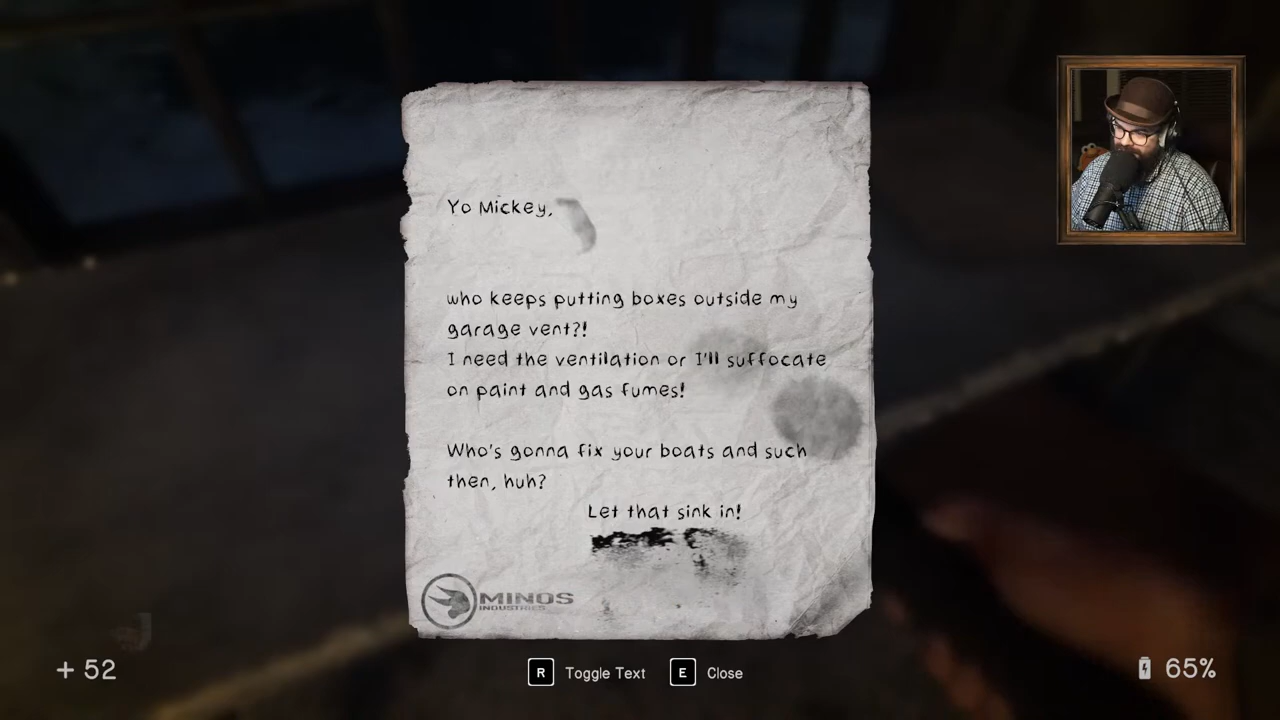 Yo Mickey,
who keeps putting boxes outside my
garage vent?!
I need the ventilation or I'll suffocate
on paint and gas fumes!
Who's gonna fix your boats and such
then, huh?
Let that sink in!
MINOS
INDUSTRIES
+ 52
R Toggle Text E Close
65%